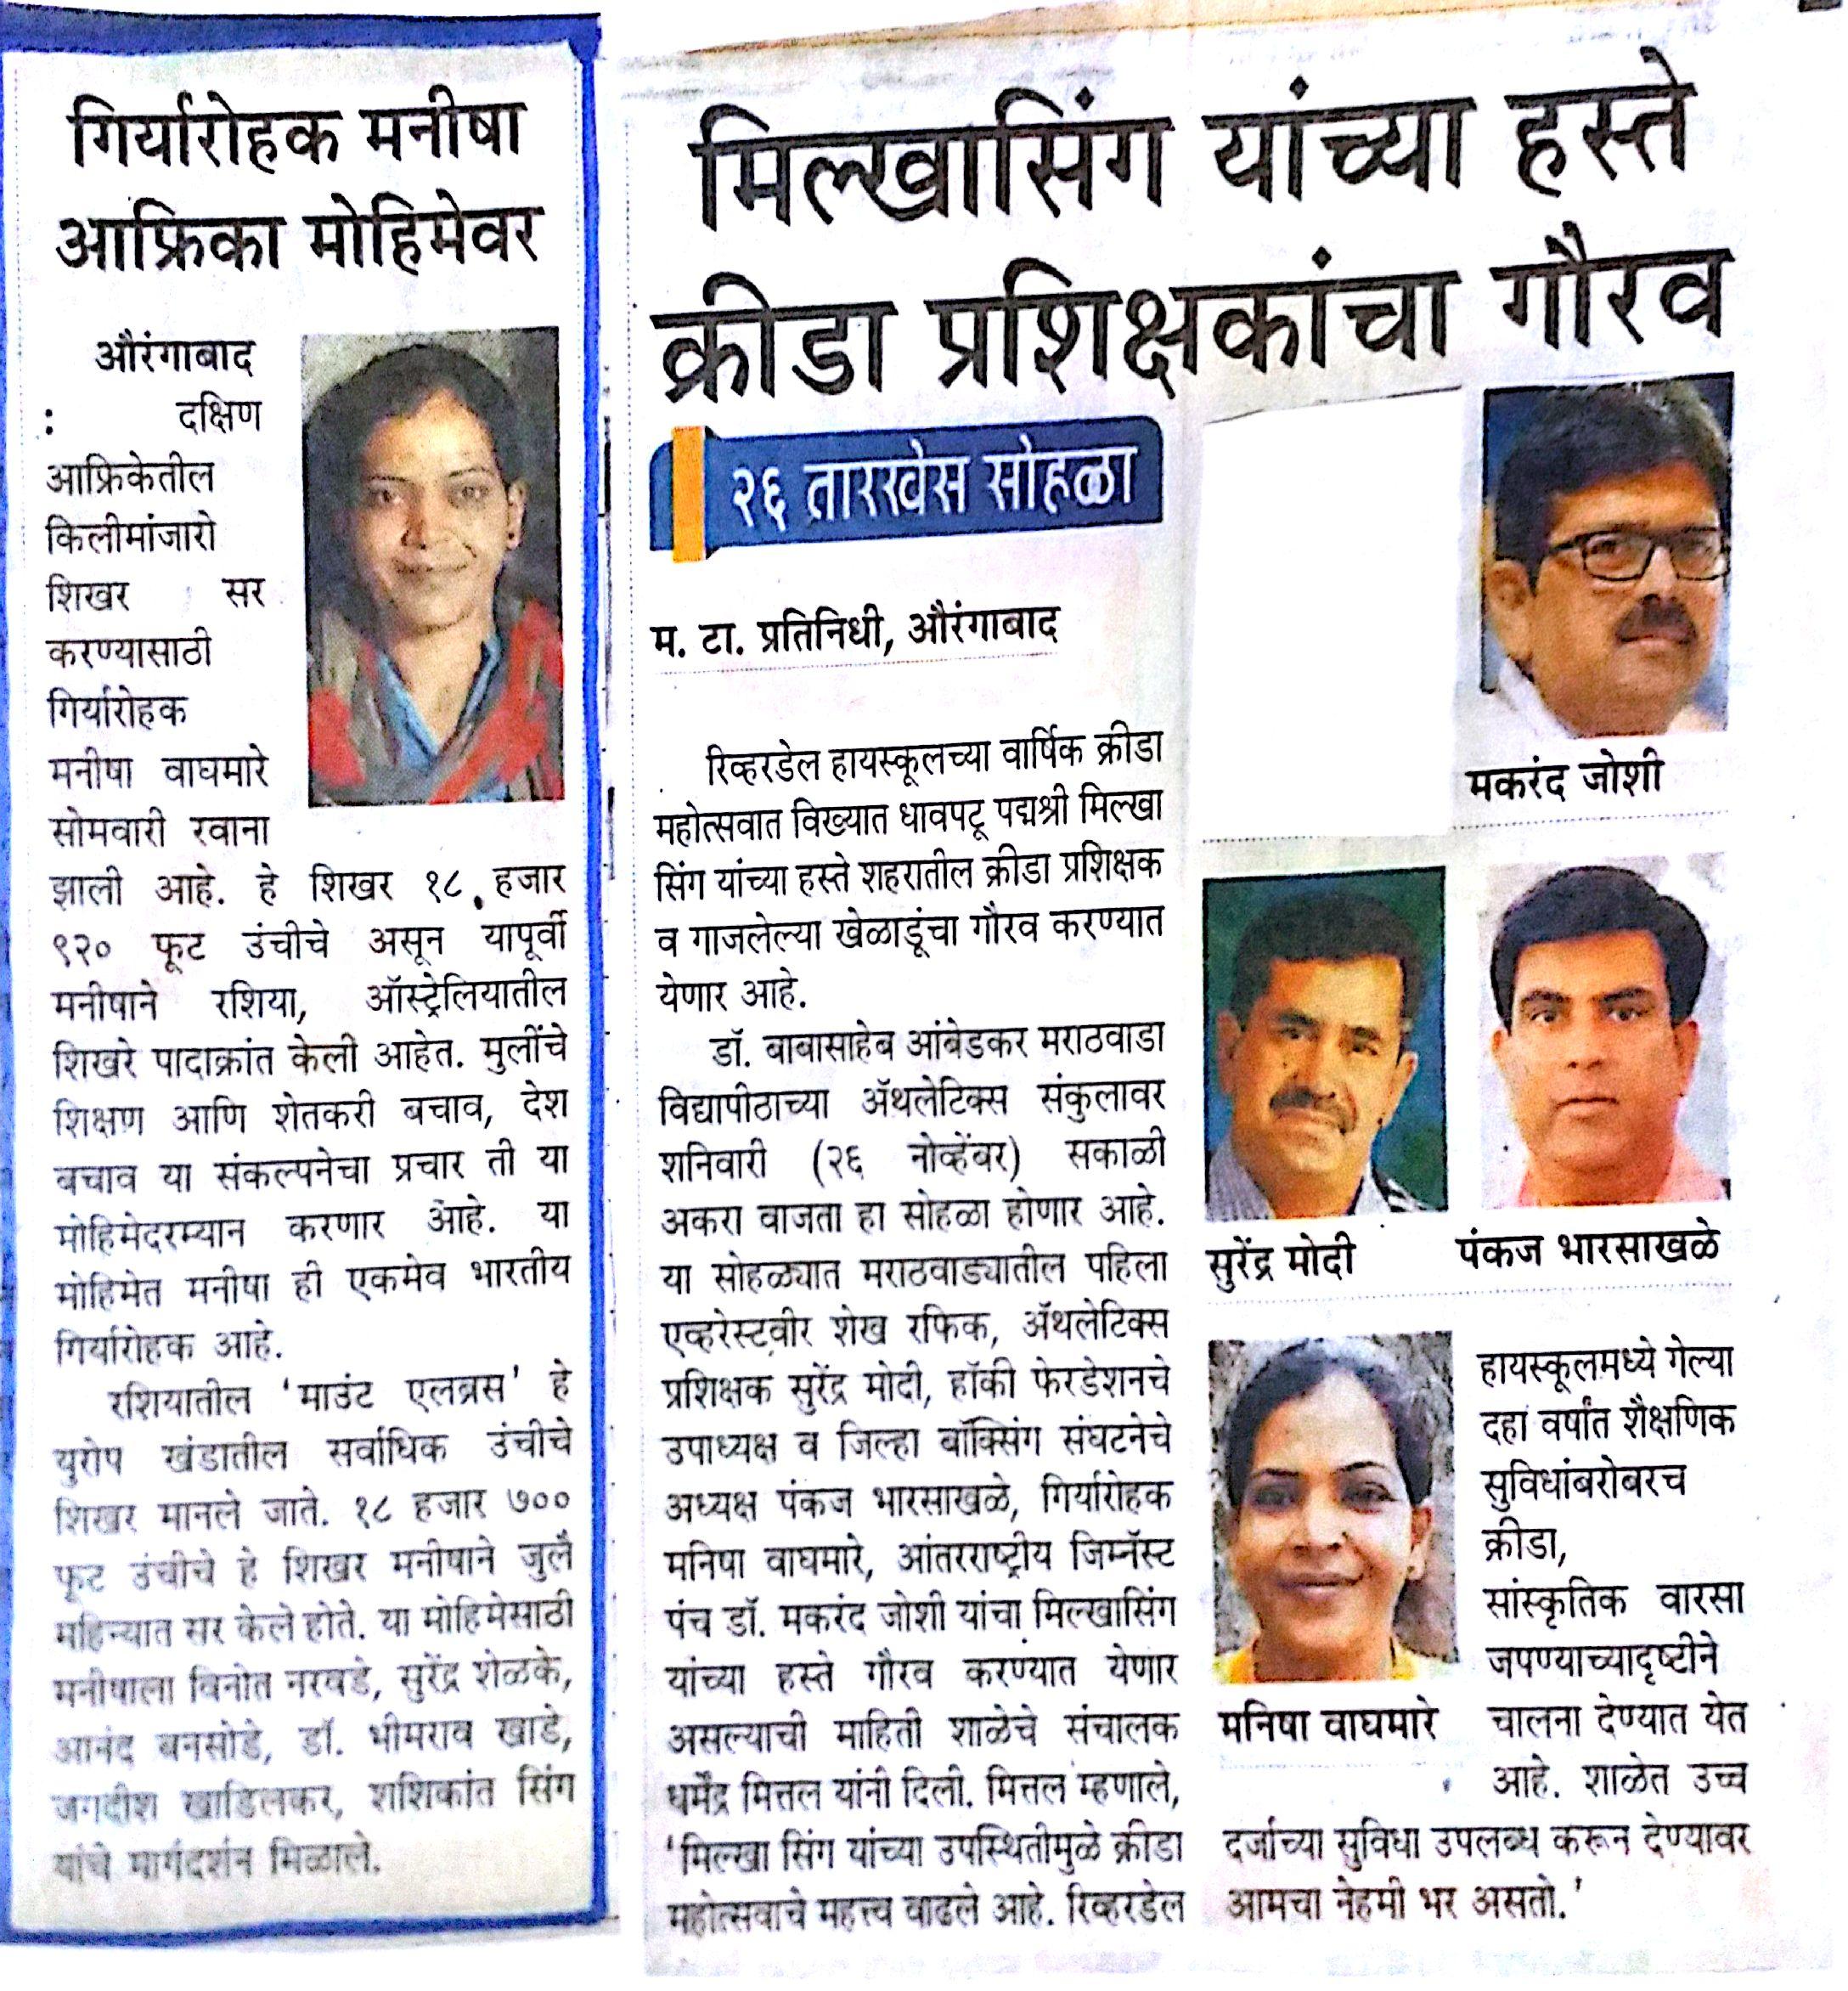 गिर्यारोहक मनीषा
आफ्रिका मोहिमेवर
औरंगाबाद
: दक्षिण
आफ्रिकेतील
किलीमांजारो
शिखर सर
करण्यासाठी
गिर्यारोहक
मनीषा वाघमारे
सोमवारी रवाना
झाली आहे. हे शिखर १८ हजार
९२० फूट उंचीचे असून यापूर्वी
मनीषाने रशिया, ऑस्ट्रेलियातील
शिखरे पादाक्रांत केली आहेत. मुलींचे
शिक्षण आणि शेतकरी बचाव, देश
बचाव या संकल्पनेचा प्रचार ती या
मोहिमेदरम्यान करणार आहे. या
मोहिमेत मनीषा ही एकमेव भारतीय
गिर्यारोहक आहे.
रशियातील ‘माउंट एलब्रस’ हे
युरोप खंडातील सर्वाधिक उंचीचे
शिखर मानले जाते. १८ हजार ७००
फूट उंचीचे हे शिखर मनीषाने जुलै
महिन्यात सर केले होते. या मोहिमेसाठी
मनीषाला विनोत नरवडे, सुरेंद्र शेळके,
आनंद बनसोडे, डॉ. भीमराव खाडे,
जगदीश खाडिलकर, शशिकांत सिंग
यांचे मार्गदर्शन मिळाले.
मिल्खासिंग यांच्या हस्ते
क्रीडा प्रशिक्षकांचा गौरव
२६ तारखेस सोहळा
म. टा. प्रतिनिधी, औरंगाबाद
रिव्हरडेल हायस्कूलच्या वार्षिक क्रीडा
महोत्सवात विख्यात धावपटू पद्मश्री मिल्खा
सिंग यांच्या हस्ते शहरातील क्रीडा प्रशिक्षक
व गाजलेल्या खेळाडूंचा गौरव करण्यात
येणार आहे.
डॉ. बाबासाहेब आंबेडकर मराठवाडा
विद्यापीठाच्या ॲथलेटिक्स संकुलावर
शनिवारी (२६ नोव्हेंबर) सकाळी
अकरा वाजता हा सोहळा होणार आहे.
या सोहळ्यात मराठवाड्यातील पहिला
एव्हरेस्टवीर शेख रफिक, ॲथलेटिक्स
प्रशिक्षक सुरेंद्र मोदी, हॉकी फेरडेशनचे
उपाध्यक्ष व जिल्हा बॉक्सिंग संघटनेचे
अध्यक्ष पंकज भारसाखळे, गिर्यारोहक
मनिषा वाघमारे, आंतरराष्ट्रीय जिम्नॅस्ट
पंच डॉ. मकरंद जोशी यांचा मिल्खासिंग
यांच्या हस्ते गौरव करण्यात येणार
असल्याची माहिती शाळेचे संचालक
धर्मेंद्र मित्तल यांनी दिली. मित्तल म्हणाले,
‘मिल्खा सिंग यांच्या उपस्थितीमुळे क्रीडा
महोत्सवाचे महत्त्व वाढले आहे. रिव्हरडेल
मकरंद जोशी
सुरेंद्र मोदी
पंकज भारसाखळे
मनिषा वाघमारे
हायस्कूलमध्ये गेल्या
दहा वर्षांत शैक्षणिक
सुविधांबरोबरच
क्रीडा,
सांस्कृतिक वारसा
जपण्याच्यादृष्टीने
चालना देण्यात येत
आहे. शाळेत उच्च
दर्जाच्या सुविधा उपलब्ध करून देण्यावर
आमचा नेहमी भर असतो.’